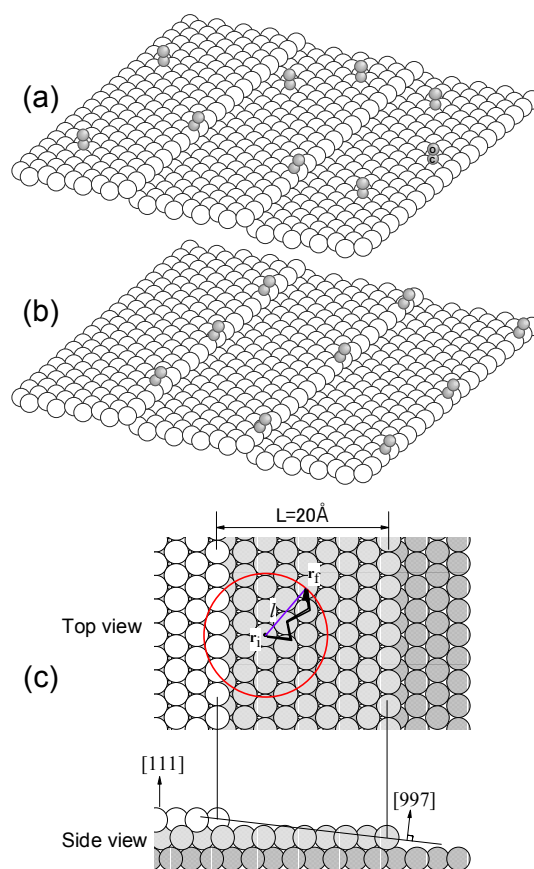 (a)
O
C
(b)
L=20Å
r_f
l
r_i
Top view
(c)
[111]
[997]
Side view